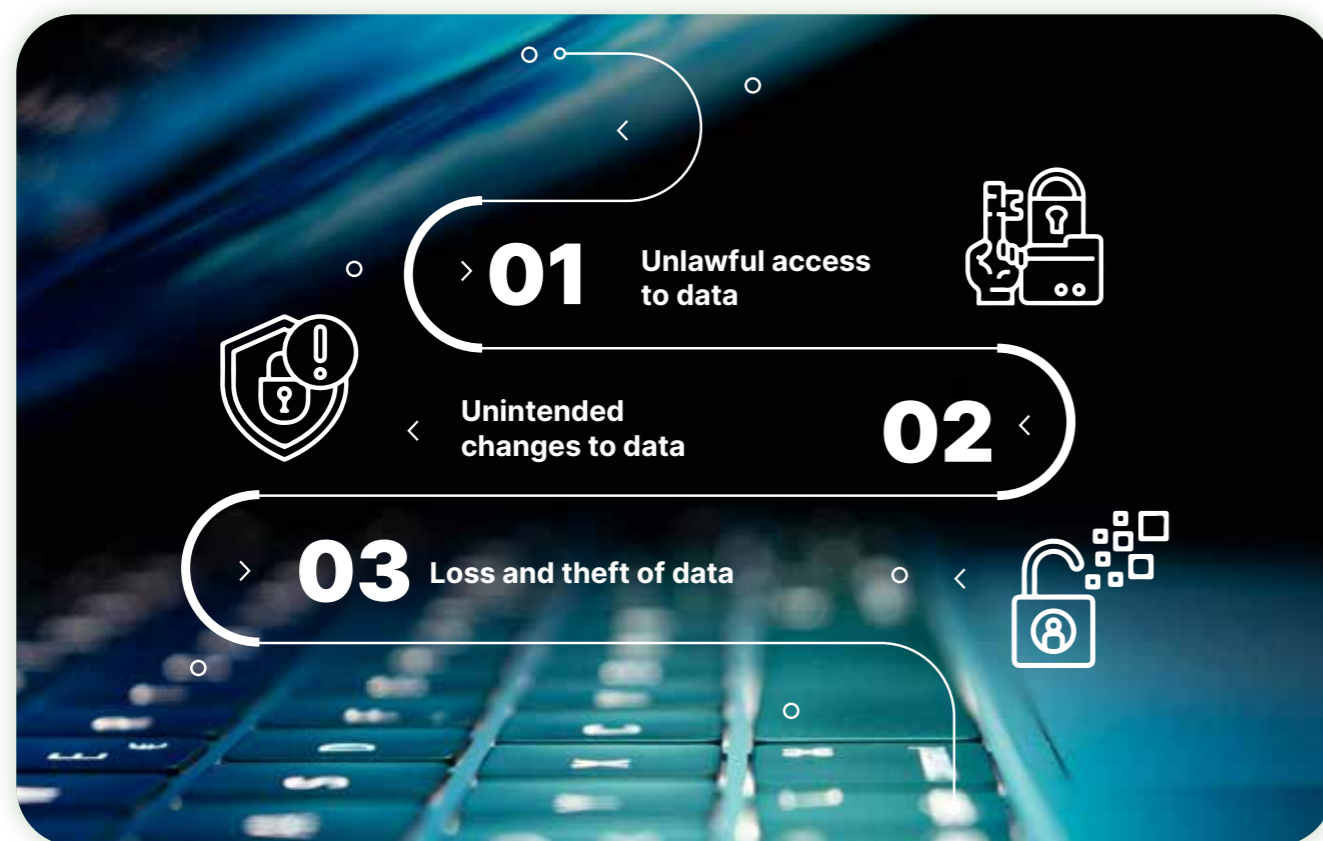 01
Unlawful access
to data
Unintended
changes to data
02
03
Loss and theft of data